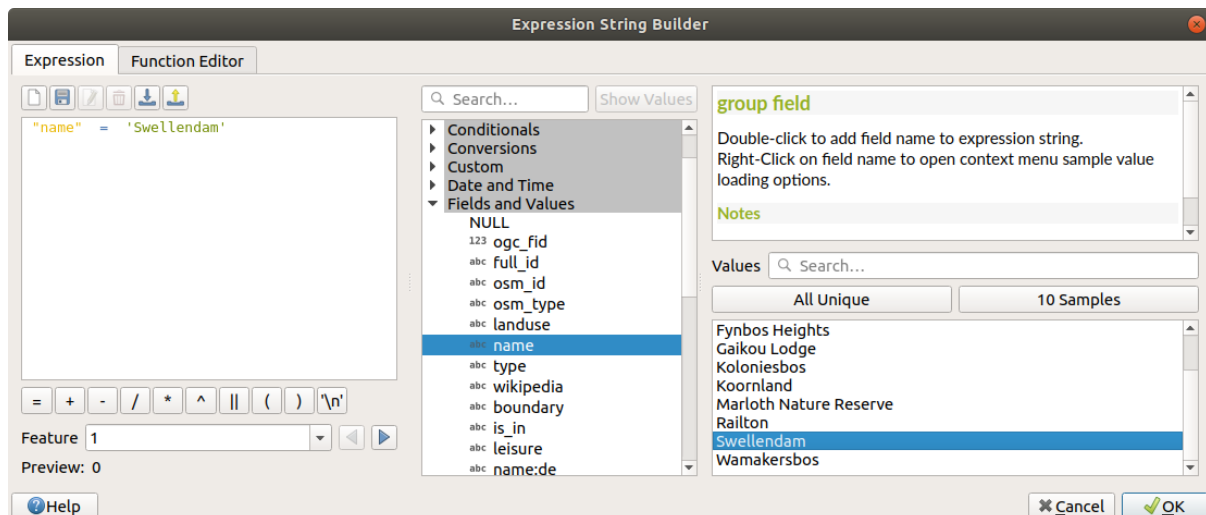 Expression String Builder
Expression
Function Editor
"name" = 'Swellendam'
= + - / * ^ || ( ) '\n'
Feature 1
Preview: 0
Search...
Show Values
Conditionals
Conversions
Custom
Date and Time
Fields and Values
NULL
123 ogc_fid
abc full_id
abc osm_id
abc osm_type
abc landuse
abc name
abc type
abc wikipedia
abc boundary
abc is_in
abc leisure
abc name:de
group field
Double-click to add field name to expression string.
Right-Click on field name to open context menu sample value
loading options.
Notes
Values Search...
All Unique
10 Samples
Fynbos Heights
Gaikou Lodge
Koloniesbos
Koornland
Marloth Nature Reserve
Railton
Swellendam
Wamakersbos
?Help
Cancel
OK